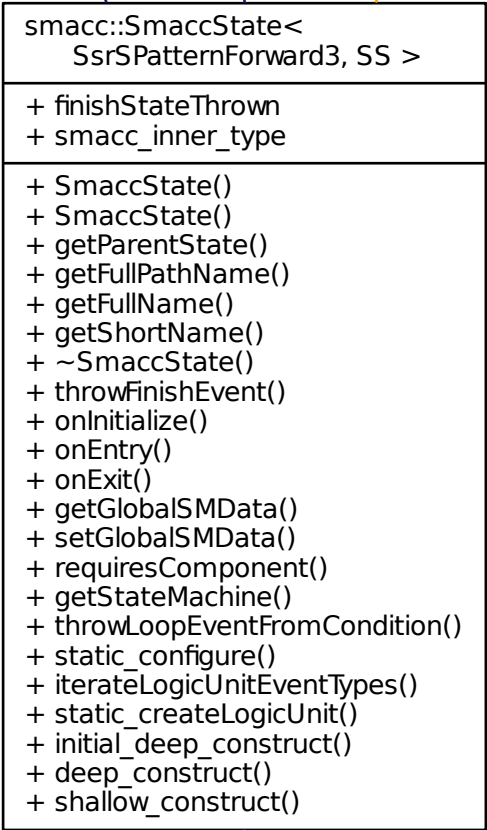 smacc::SmaccState<
SsrSPatternForward3, SS >
+ finishStateThrown
+ smacc_inner_type
+ SmaccState()
+ SmaccState()
+ getParentState()
+ getFullPathName()
+ getFullName()
+ getShortName()
+ ~SmaccState()
+ throwFinishEvent()
+ onInitialize()
+ onEntry()
+ onExit()
+ getGlobalSMData()
+ setGlobalSMData()
+ requiresComponent()
+ getStateMachine()
+ throwLoopEventFromCondition()
+ static_configure()
+ iterateLogicUnitEventTypes()
+ static_createLogicUnit()
+ initial_deep_construct()
+ deep_construct()
+ shallow_construct()